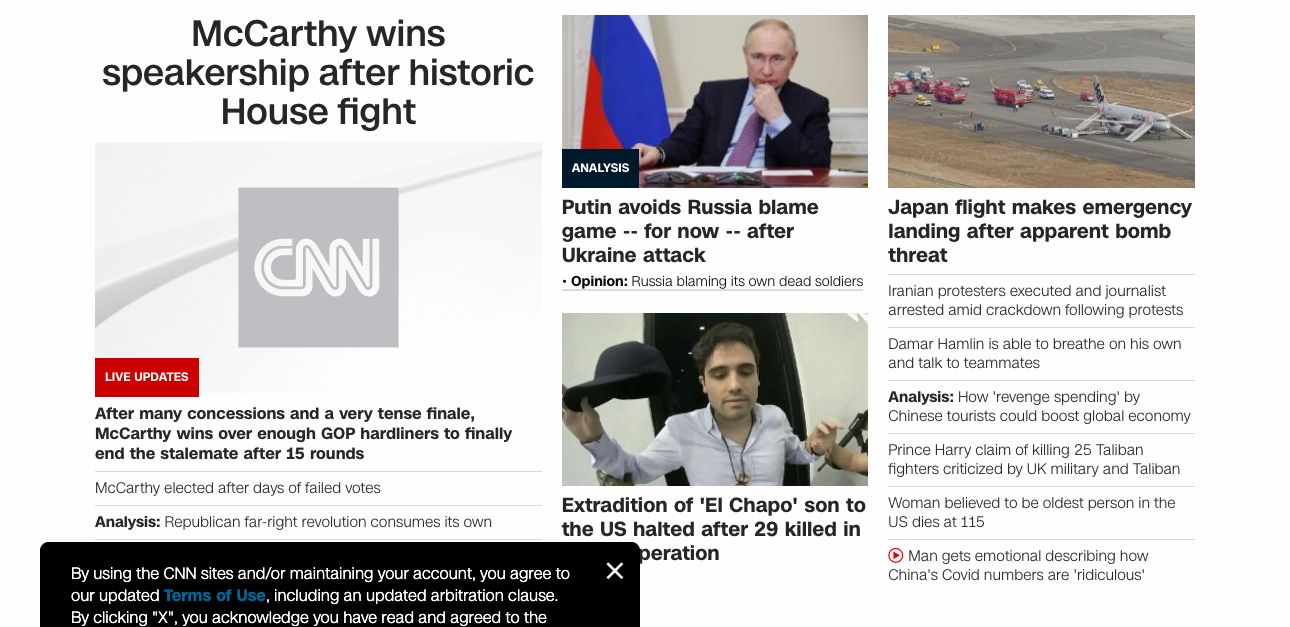 McCarthy wins
speakership after historic
House fight
CNN
LIVE UPDATES
After many concessions and a very tense finale,
McCarthy wins over enough GOP hardliners to finally
end the stalemate after 15 rounds
McCarthy elected after days of failed votes
Analysis: Republican far-right revolution consumes its own
ANALYSIS
Putin avoids Russia blame
game -- for now -- after
Ukraine attack
• Opinion: Russia blaming its own dead soldiers
Extradition of 'El Chapo' son to
the US halted after 29 killed in
peration
Japan flight makes emergency
landing after apparent bomb
threat
Iranian protesters executed and journalist
arrested amid crackdown following protests
Damar Hamlin is able to breathe on his own
and talk to teammates
Analysis: How 'revenge spending' by
Chinese tourists could boost global economy
Prince Harry claim of killing 25 Taliban
fighters criticized by UK military and Taliban
Woman believed to be oldest person in the
US dies at 115
Man gets emotional describing how
China's Covid numbers are 'ridiculous'
By using the CNN sites and/or maintaining your account, you agree to
our updated Terms of Use, including an updated arbitration clause.
By clicking "X", you acknowledge you have read and agreed to the